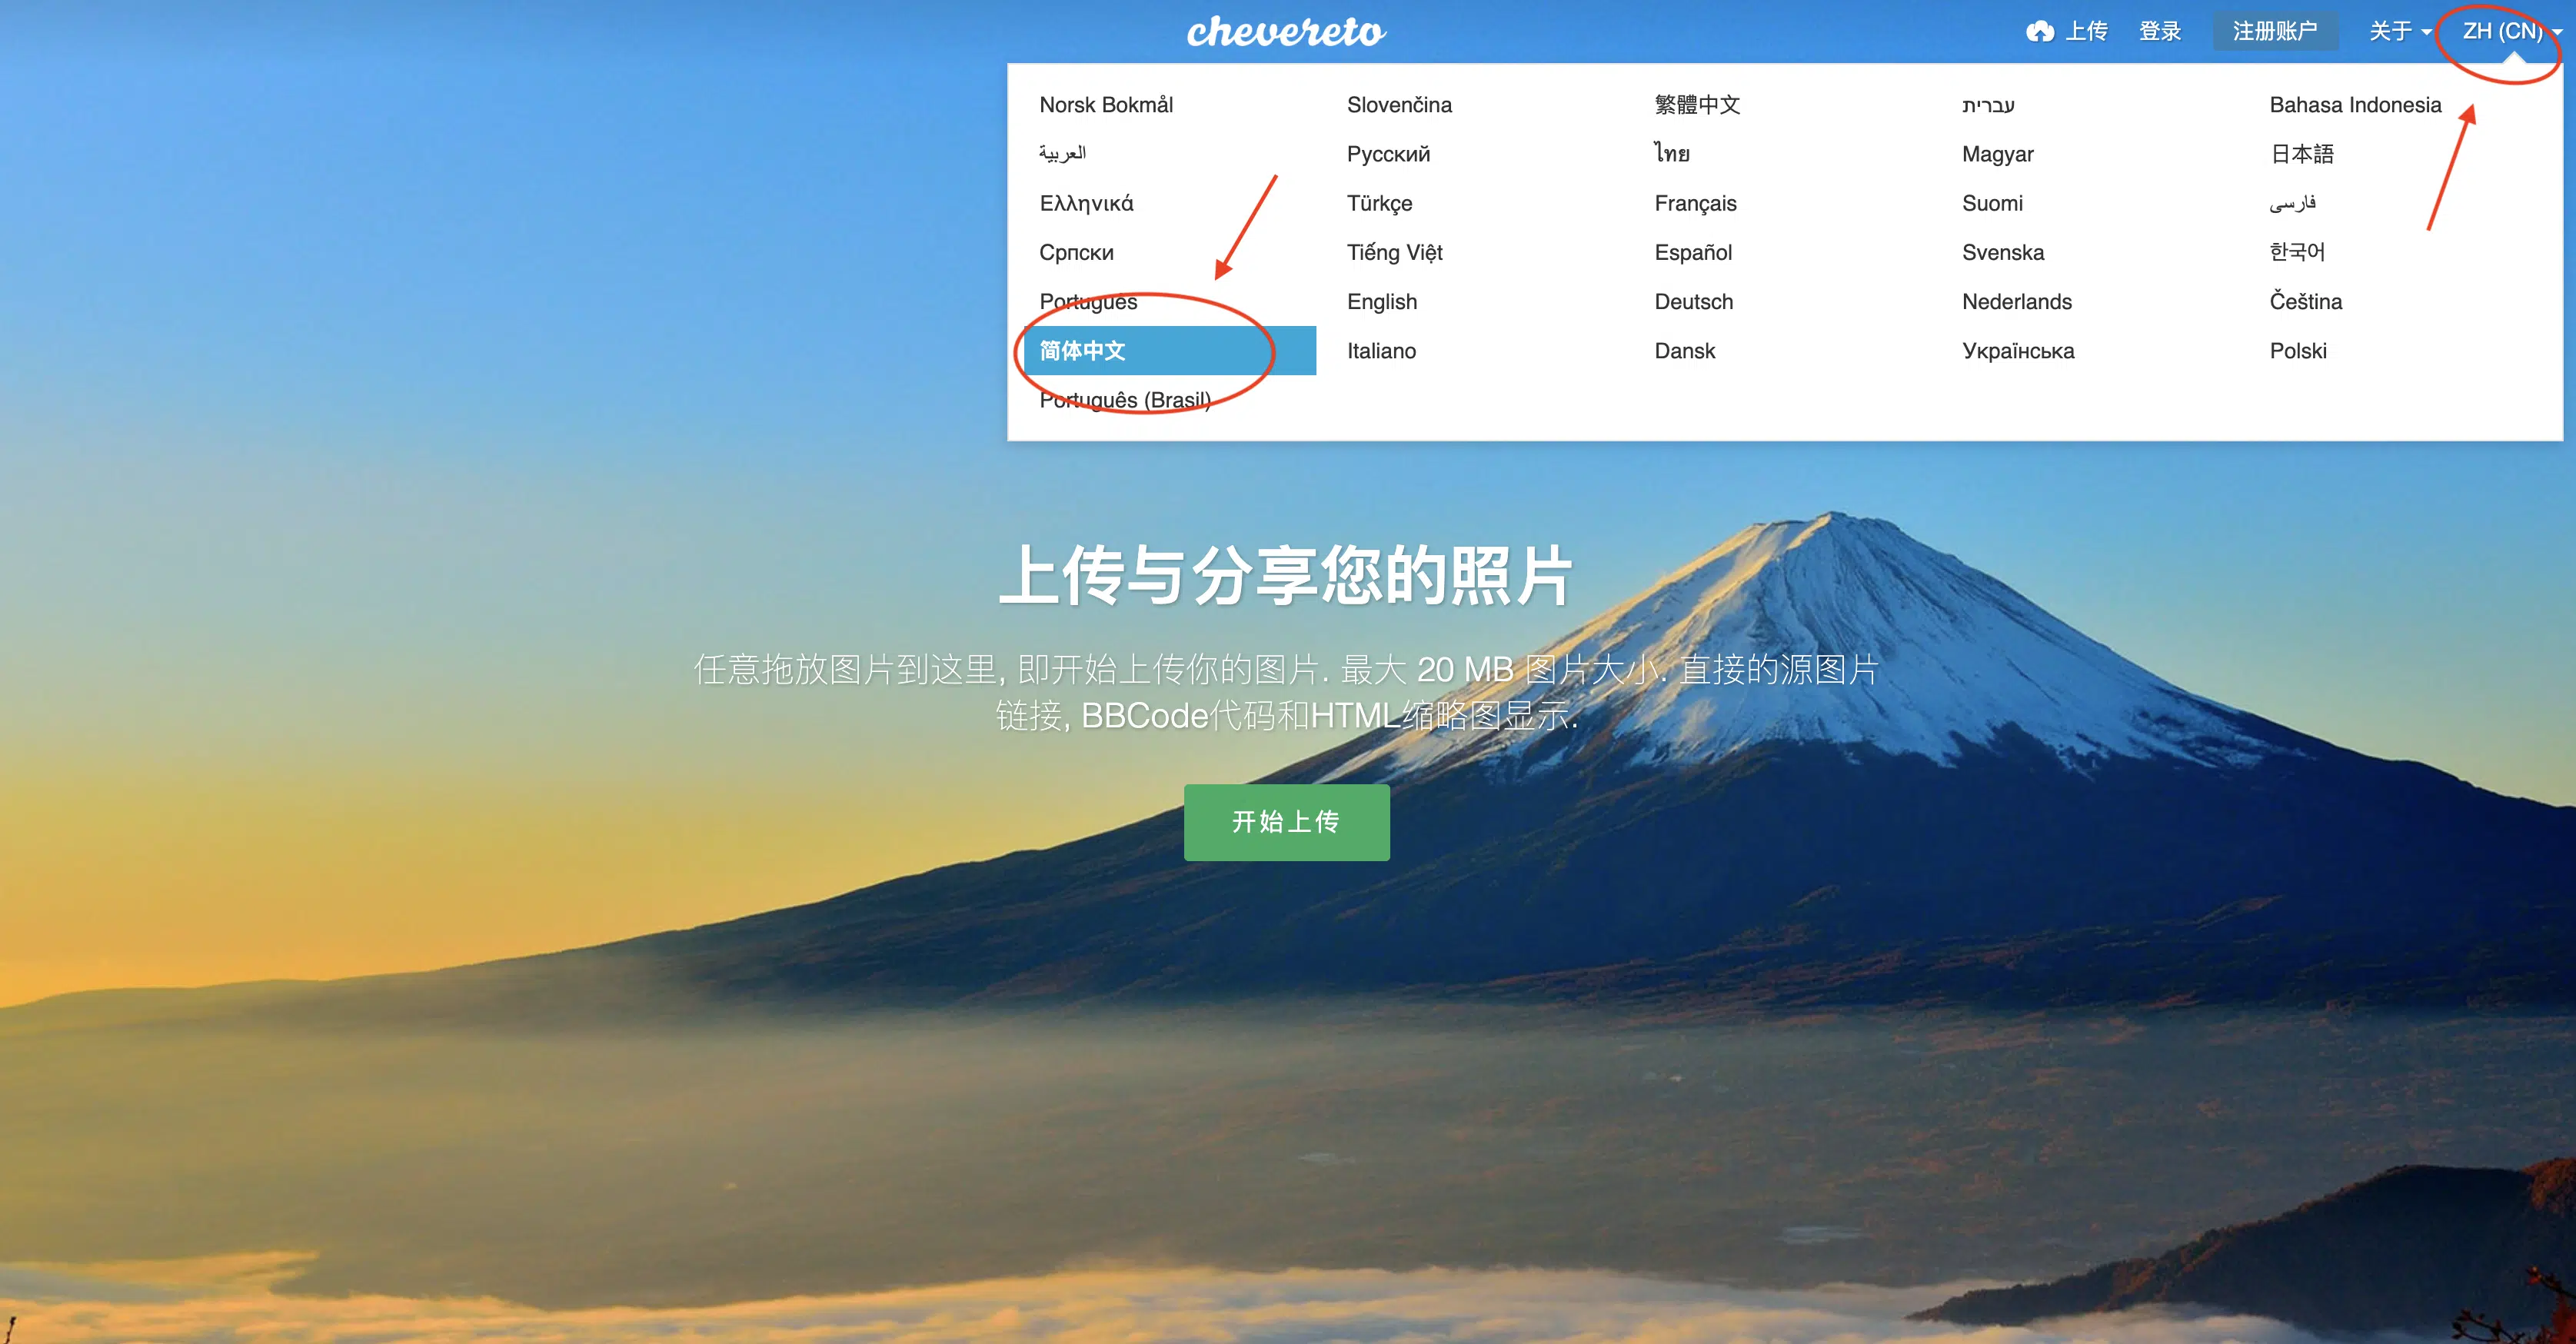 chevereto
上传 登录 注册账户 关于 ZH (CN)
Norsk Bokmål Slovenčina 繁體中文 עברית Bahasa Indonesia
العربية Русский ไทย Magyar 日本語
Ελληνικά Türkçe Français Suomi فارسی
Српски Tiếng Việt Español Svenska 한국어
Português English Deutsch Nederlands Čeština
简体中文 Italiano Dansk Українська Polski
Português (Brasil)
上传与分享您的照片
任意拖放图片到这里, 即开始上传你的图片. 最大 20 MB 图片大小. 直接的源图片
链接, BBCode代码和HTML缩略图显示.
开始上传